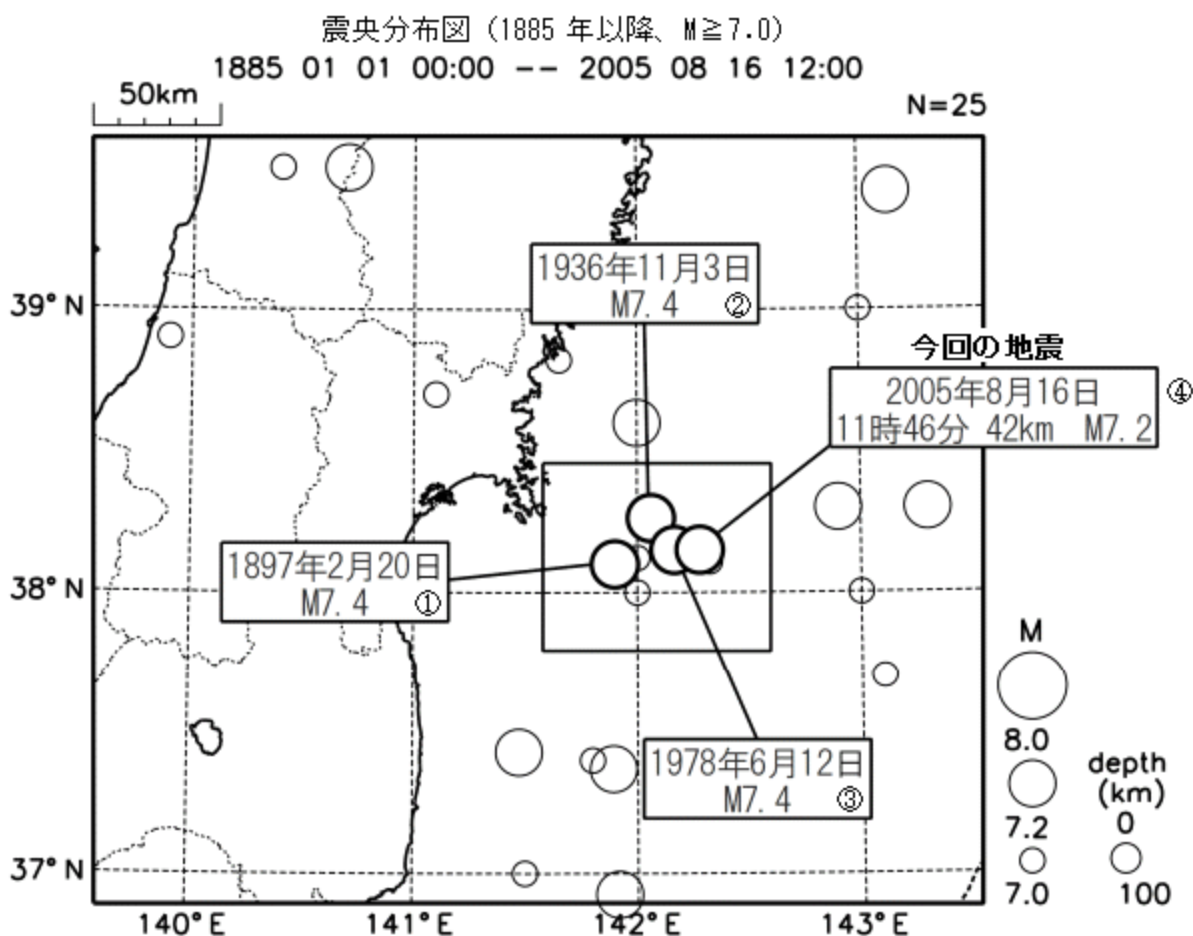 震央分布図 (1885 年以降、M≧7.0)
1885 01 01 00:00 -- 2005 08 16 12:00
50km
N=25
1936年11月3日
M7.4 ②
39°N
今回の地震
2005年8月16日 ④
11時46分 42km M7.2
1897年2月20日
M7.4 ①
38°N
M
8.0
1978年6月12日
M7.4 ③
depth
(km)
7.2
0
37°N
7.0
100
140°E
141°E
142°E
143°E